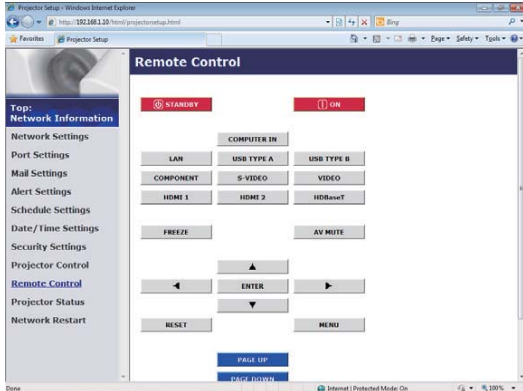 Projector Setup - Windows Internet Explorer
http://192.168.1.10/html/projectorsetup.html
Bing
Favorites Projector Setup Page Safety Tools
Remote Control
Top:
Network Information
Network Settings
Port Settings
Mail Settings
Alert Settings
Schedule Settings
Date/Time Settings
Security Settings
Projector Control
Remote Control
Projector Status
Network Restart
STANDBY ON
COMPUTER IN
LAN USB TYPE A USB TYPE B
COMPONENT S-VIDEO VIDEO
HDMI 1 HDMI 2 HDBaseT
FREEZE AV MUTE
ENTER
RESET MENU
PAGE UP
PAGE DOWN
Done Internet | Protected Mode: On 100%